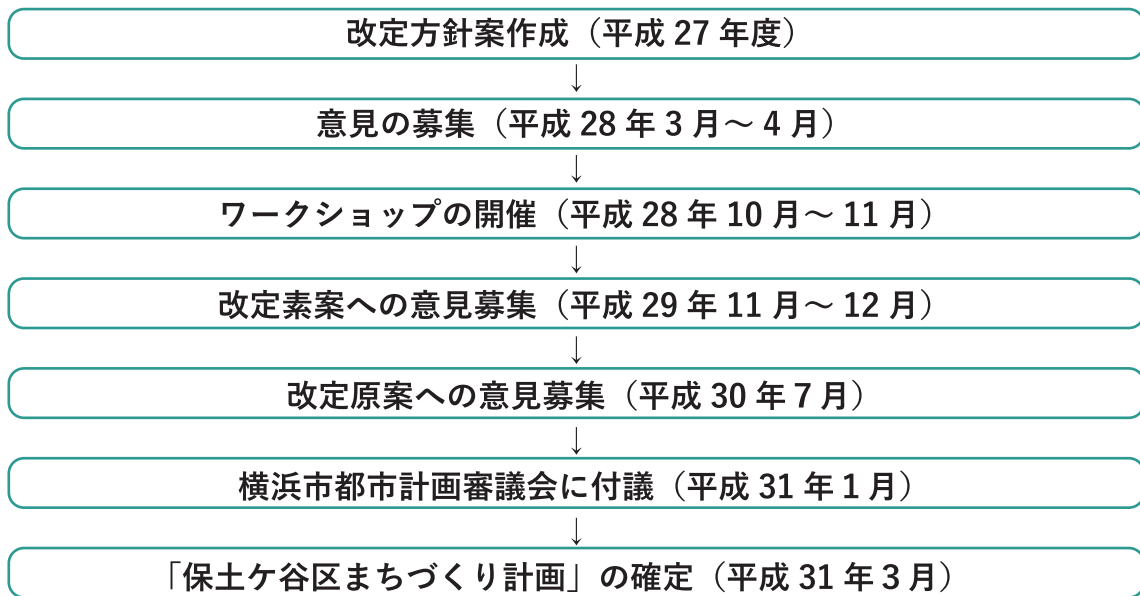 改定方針案作成（平成 27 年度）
↓
意見の募集（平成 28 年 3 月～ 4 月）
↓
ワークショップの開催（平成 28 年 10 月～ 11 月）
↓
改定素案への意見募集（平成 29 年 11 月～ 12 月）
↓
改定原案への意見募集（平成 30 年 7 月）
↓
横浜市都市計画審議会に付議（平成 31 年 1 月）
↓
「保土ケ谷区まちづくり計画」の確定（平成 31 年 3 月）